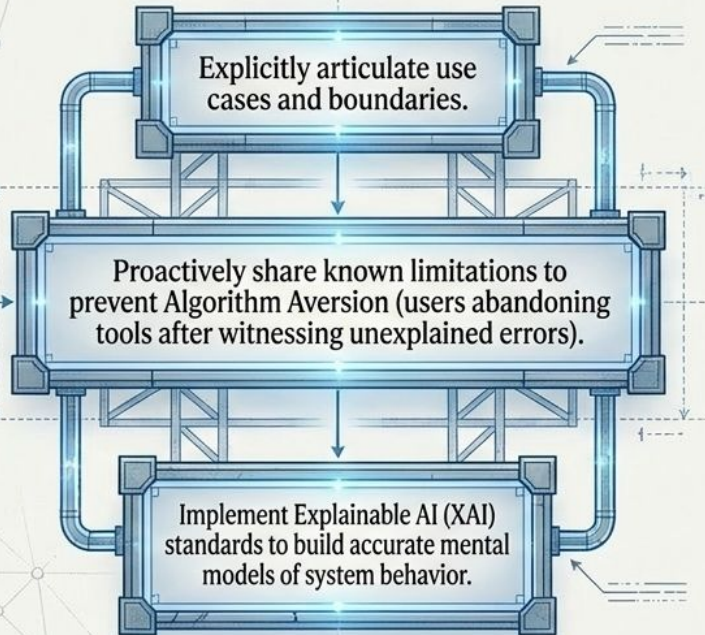 Explicitly articulate use
cases and boundaries.
Proactively share known limitations to
prevent Algorithm Aversion (users abandoning
tools after witnessing unexplained errors).
Implement Explainable AI (XAI)
standards to build accurate mental
models of system behavior.